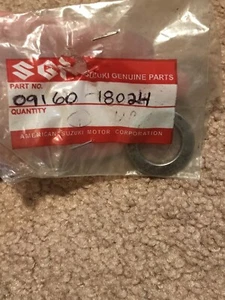 SUZUKI GENUINE PARTS
PART NO.
09160-18024
QUANTITY
AMERICAN SUZUKI MOTOR CORPORATION